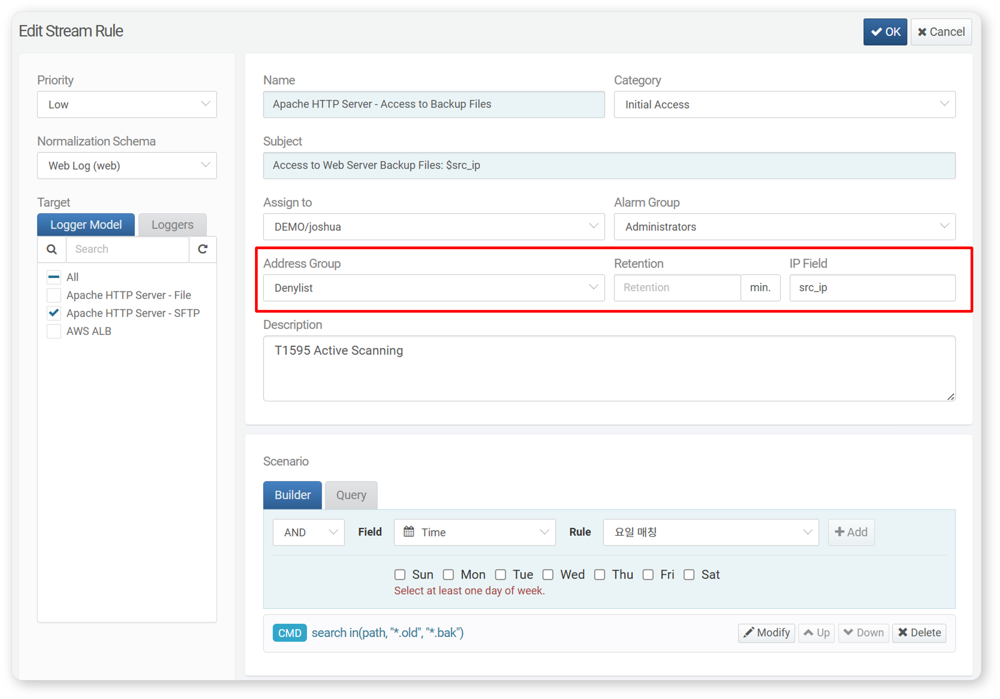 Edit Stream Rule
OK
Cancel
Priority
Low
Normalization Schema
Web Log (web)
Target
Logger Model
Loggers
Search
All
Apache HTTP Server - File
Apache HTTP Server - SFTP
AWS ALB
Name
Category
Apache HTTP Server - Access to Backup Files
Initial Access
Subject
Access to Web Server Backup Files: $src_ip
Assign to
Alarm Group
DEMO/joshua
Administrators
Address Group
Retention
IP Field
Denylist
Retention
min.
src_ip
Description
T1595 Active Scanning
Scenario
Builder
Query
AND
Field
Time
Rule
요일 매칭
Add
Sun Mon Tue Wed Thu Fri Sat
Select at least one day of week.
CMD search in(path, "*.old", "*.bak")
Modify
Up
Down
Delete